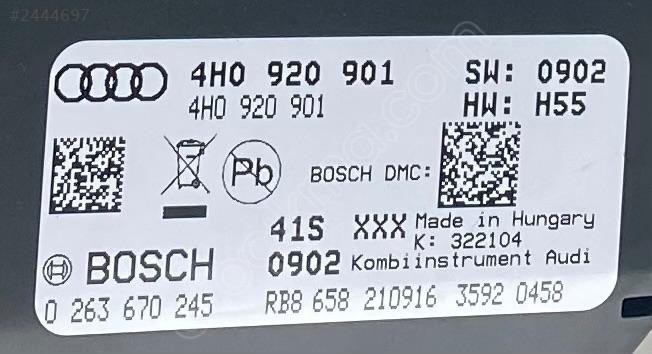 #2444697
4H0 920 901 SW: 0902
4H0 920 901 HW: H55
Pb BOSCH DMC:
41S XXX Made in Hungary
K: 322104
BOSCH 0902 Kombiinstrument Audi
0 263 670 245 RB8 658 210916 3592 0458